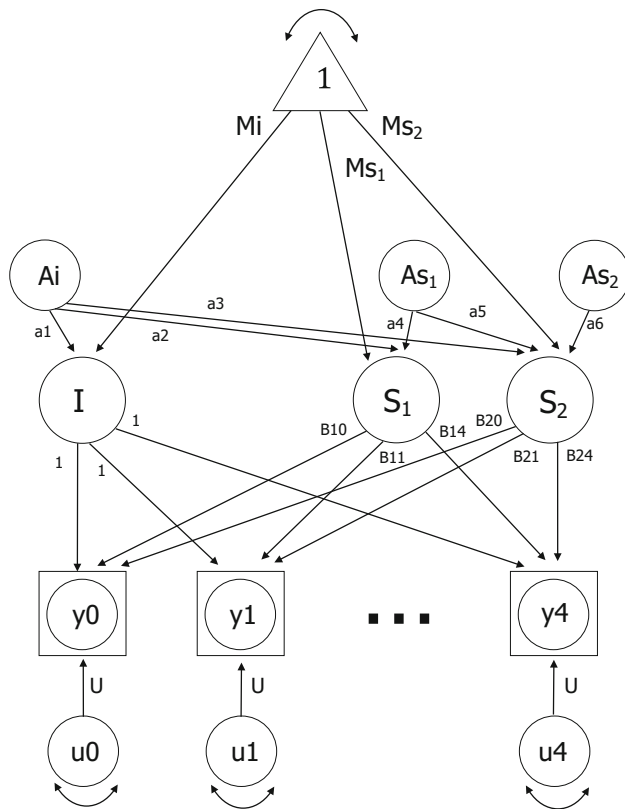 1
Mi
Ms₂
Ms₁
Ai
As₁
As₂
a3
a1
a2
a4
a5
a6
I
S₁
S₂
1
B10
B14
B20
1
1
B11
B21
B24
y0
y1
...
y4
U
U
U
u0
u1
u4